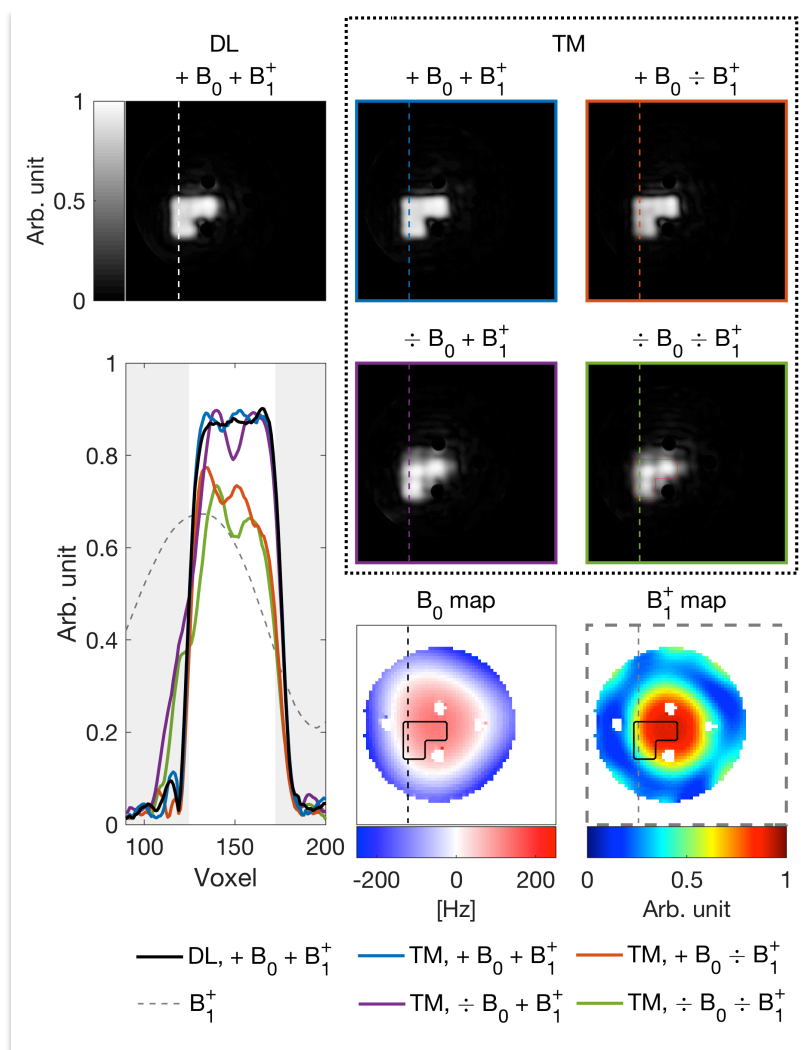 DL
TM
+ B₀ + B₁⁺
+ B₀ + B₁⁺
+ B₀ ÷ B₁⁺
1
0.5
0
Arb. unit
÷ B₀ + B₁⁺
÷ B₀ ÷ B₁⁺
1
0.8
0.6
0.4
0.2
0
Arb. unit
100
150
200
Voxel
B₀ map
B₁⁺ map
-200
0
200
[Hz]
0
0.5
1
Arb. unit
DL, + B₀ + B₁⁺
TM, + B₀ + B₁⁺
TM, + B₀ ÷ B₁⁺
B₁⁺
TM, ÷ B₀ + B₁⁺
TM, ÷ B₀ ÷ B₁⁺